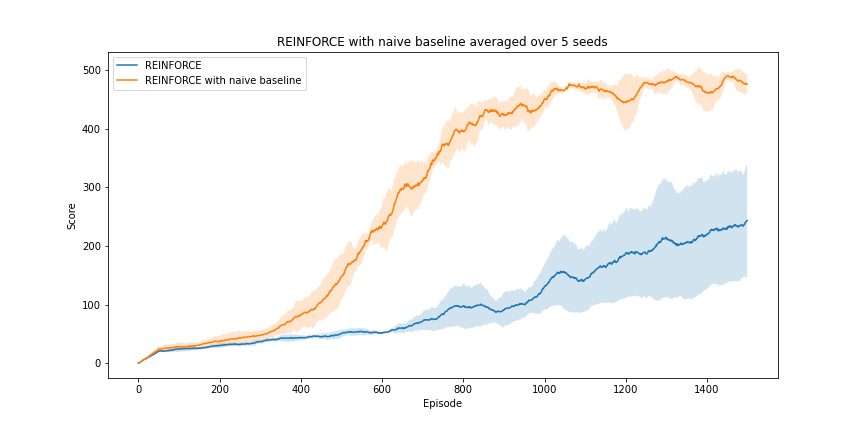 REINFORCE with naive baseline averaged over 5 seeds
REINFORCE
REINFORCE with naive baseline
500
400
300
200
100
0
Score
0 200 400 600 800 1000 1200 1400
Episode